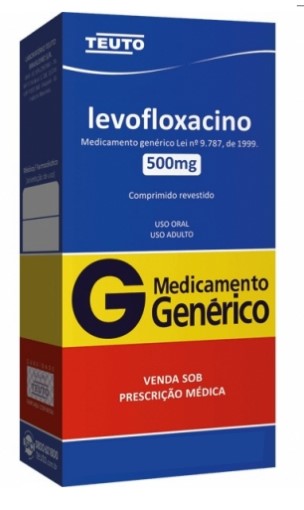 TEUTO
levofloxacino
Medicamento genérico Lei nº 9.787, de 1999.
500mg
Comprimido revestido
USO ORAL
USO ADULTO
G Medicamento
Genérico
VENDA SOB
PRESCRIÇÃO MÉDICA